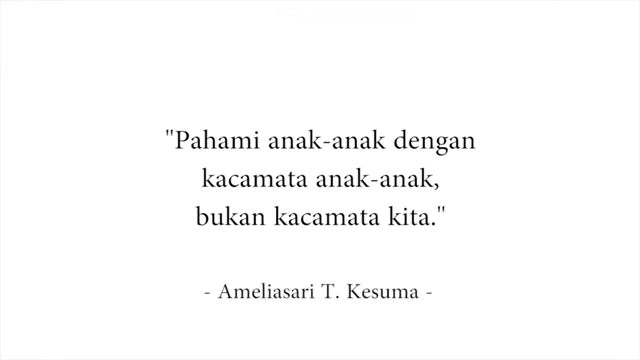 "Pahami anak-anak dengan
kacamata anak-anak,
bukan kacamata kita."
- Ameliasari T. Kesuma -